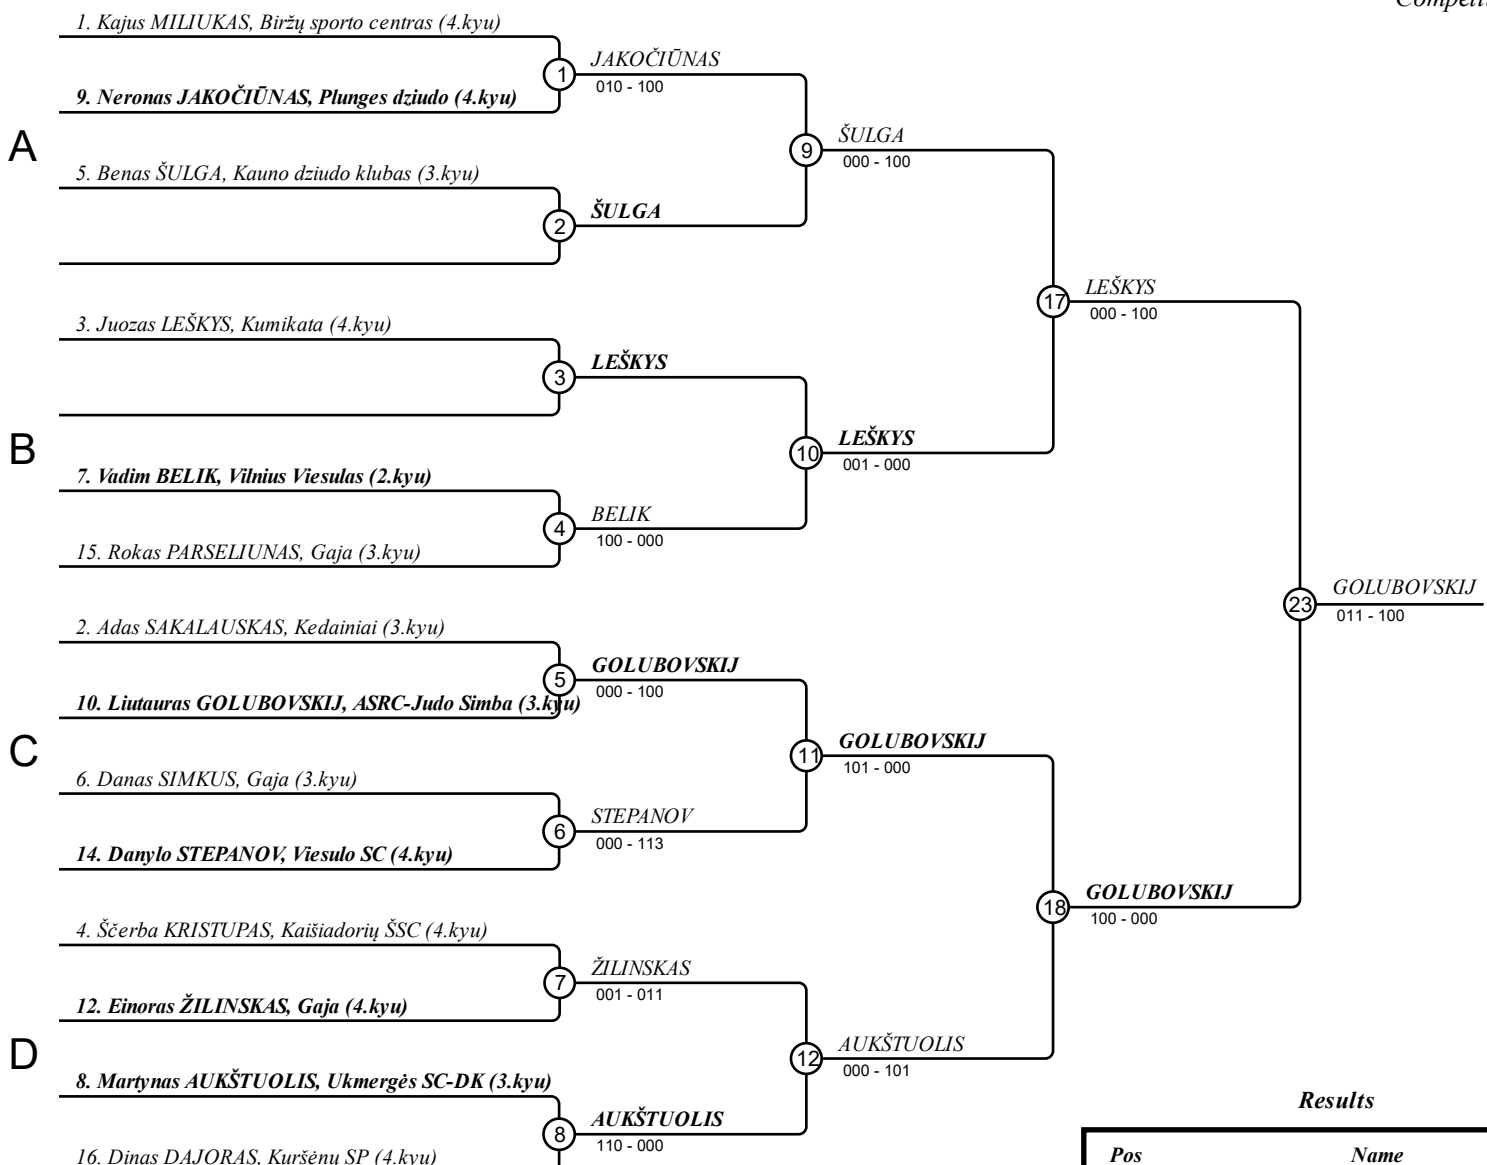 1. Kajus MILIUKAS, Biržų sporto centras (4.kyu)
1
JAKOČIŪNAS
010 - 100
9. Neronas JAKOČIŪNAS, Plunges dziudo (4.kyu)
A
9
ŠULGA
000 - 100
5. Benas ŠULGA, Kauno dziudo klubas (3.kyu)
2
ŠULGA
17
LEŠKYS
000 - 100
3. Juozas LEŠKYS, Kumikata (4.kyu)
3
LEŠKYS
B
10
LEŠKYS
001 - 000
7. Vadim BELIK, Vilnius Viesulas (2.kyu)
4
BELIK
100 - 000
15. Rokas PARSELIUNAS, Gaja (3.kyu)
23
GOLUBOVSKIJ
011 - 100
2. Adas SAKALAUSKAS, Kedainiai (3.kyu)
5
GOLUBOVSKIJ
000 - 100
10. Liutauras GOLUBOVSKIJ, ASRC-Judo Simba (3.kyu)
C
11
GOLUBOVSKIJ
101 - 000
6. Danas SIMKUS, Gaja (3.kyu)
6
STEPANOV
000 - 113
14. Danylo STEPANOV, Viesulo SC (4.kyu)
18
GOLUBOVSKIJ
100 - 000
4. Ščerba KRISTUPAS, Kaišiadorių ŠSC (4.kyu)
7
ŽILINSKAS
001 - 011
12. Einoras ŽILINSKAS, Gaja (4.kyu)
D
12
AUKŠTUOLIS
000 - 101
8. Martynas AUKŠTUOLIS, Ukmergės SC-DK (3.kyu)
8
AUKŠTUOLIS
110 - 000
16. Dinas DAJORAS, Kuršėnų SP (4.kyu)
Results
Pos Name